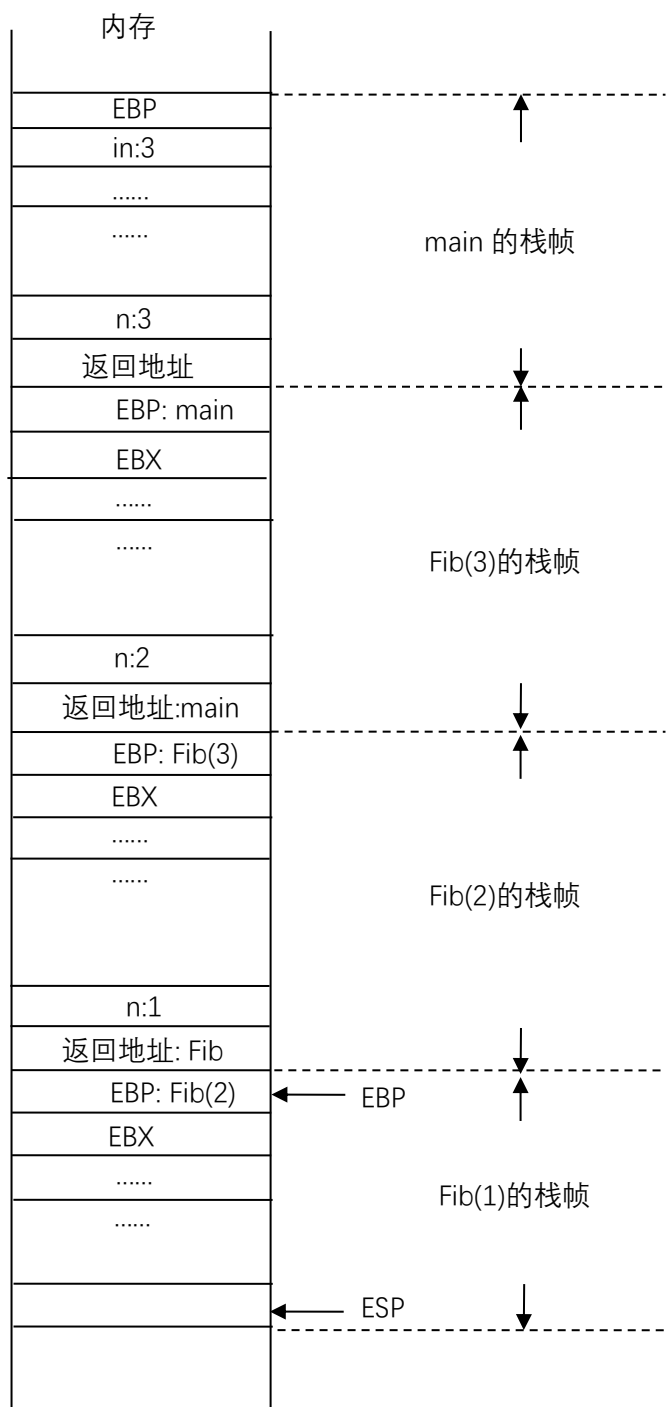 内存
EBP
in:3
……
……
main 的栈帧
n:3
返回地址
EBP: main
EBX
……
……
Fib(3)的栈帧
n:2
返回地址:main
EBP: Fib(3)
EBX
……
……
Fib(2)的栈帧
n:1
返回地址: Fib
EBP: Fib(2)
EBP
EBX
……
Fib(1)的栈帧
……
ESP